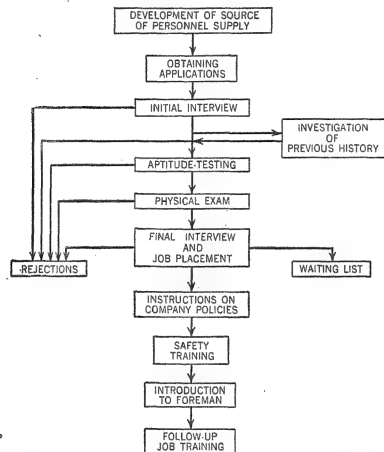 DEVELOPMENT OF SOURCE
OF PERSONNEL SUPPLY
OBTAINING
APPLICATIONS
INITIAL INTERVIEW
INVESTIGATION
OF
PREVIOUS HISTORY
APTITUDE-TESTING
PHYSICAL EXAM
FINAL INTERVIEW
AND
JOB PLACEMENT
REJECTIONS
WAITING LIST
INSTRUCTIONS ON
COMPANY POLICIES
SAFETY
TRAINING
INTRODUCTION
TO FOREMAN
FOLLOW-UP
JOB TRAINING